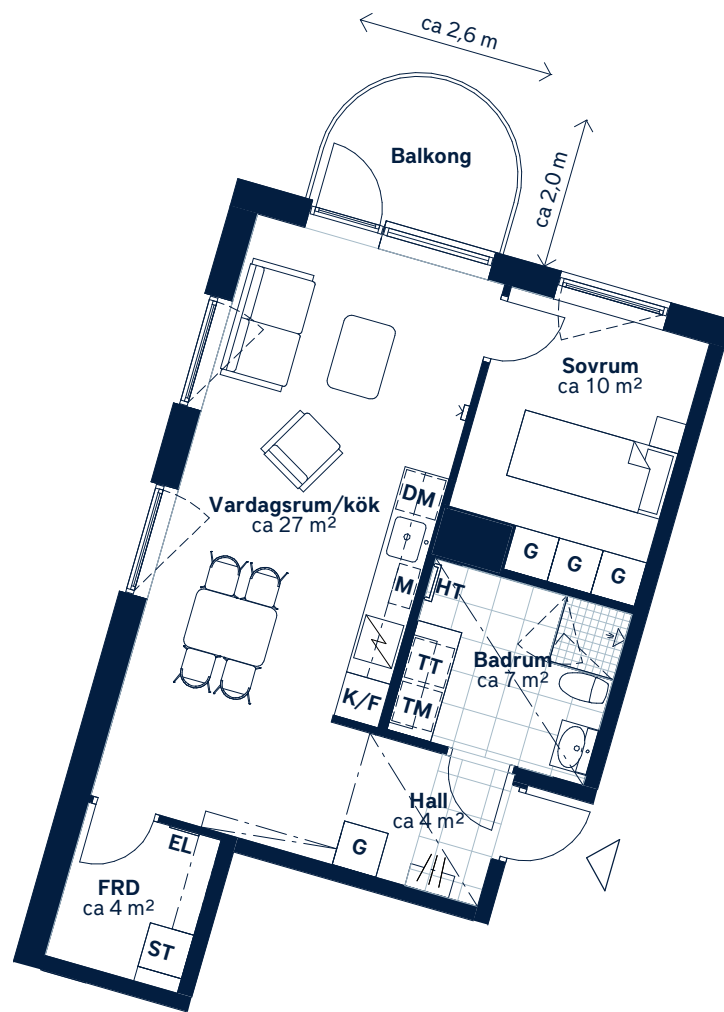 ca 2,6 m
Balkong
ca 2,0 m
Sovrum
ca 10 m²
DM
Vardagsrum/kök
ca 27 m²
G
G
G
M
HT
TT
Badrum
ca 7 m²
K/F
TM
Hall
ca 4 m²
EL
G
FRD
ca 4 m²
ST